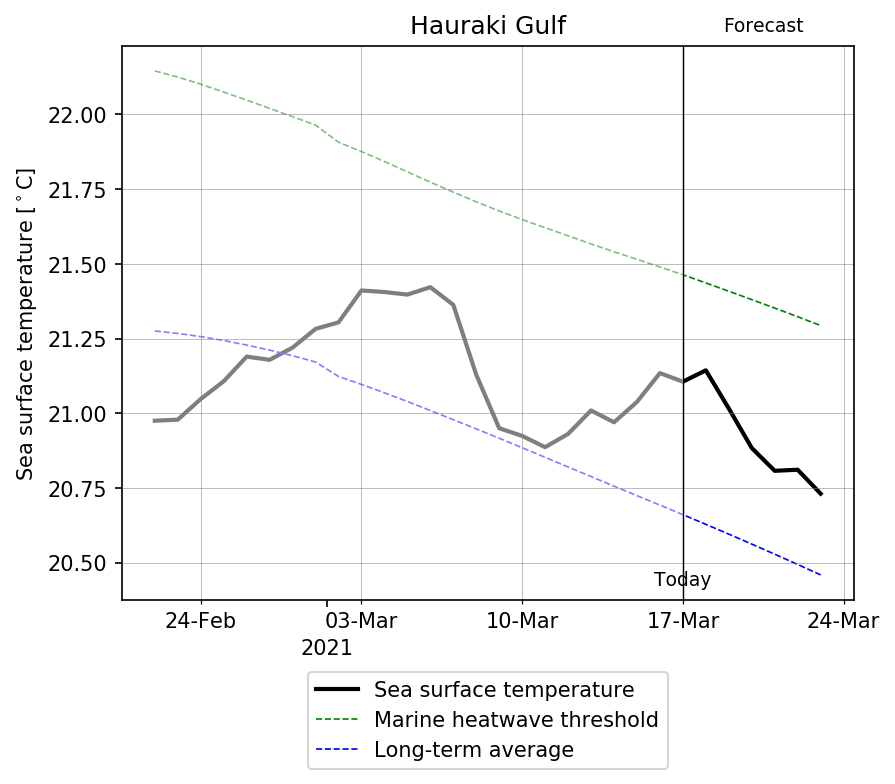 Hauraki Gulf
Forecast
Sea surface temperature [°C]
22.00
21.75
21.50
21.25
21.00
20.75
20.50
Today
24-Feb 03-Mar 10-Mar 17-Mar 24-Mar
2021
Sea surface temperature
Marine heatwave threshold
Long-term average